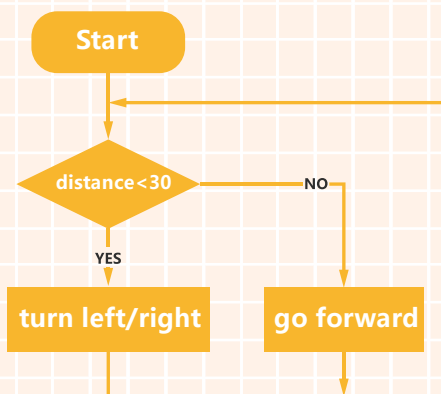 Start
distance<30
NO
YES
turn left/right
go forward